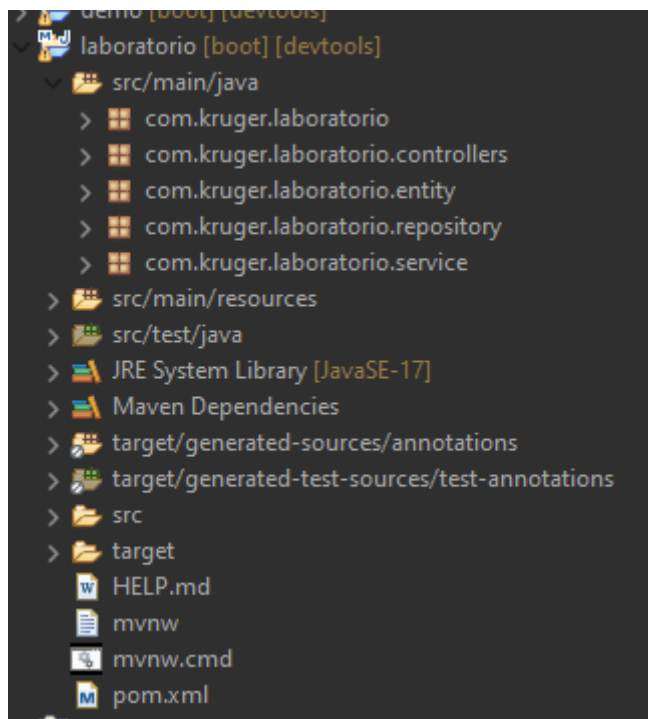 demo [boot] [devtools]
laboratorio [boot] [devtools]
src/main/java
com.kruger.laboratorio
com.kruger.laboratorio.controllers
com.kruger.laboratorio.entity
com.kruger.laboratorio.repository
com.kruger.laboratorio.service
src/main/resources
src/test/java
JRE System Library [JavaSE-17]
Maven Dependencies
target/generated-sources/annotations
target/generated-test-sources/test-annotations
src
target
HELP.md
mvnw
mvnw.cmd
pom.xml